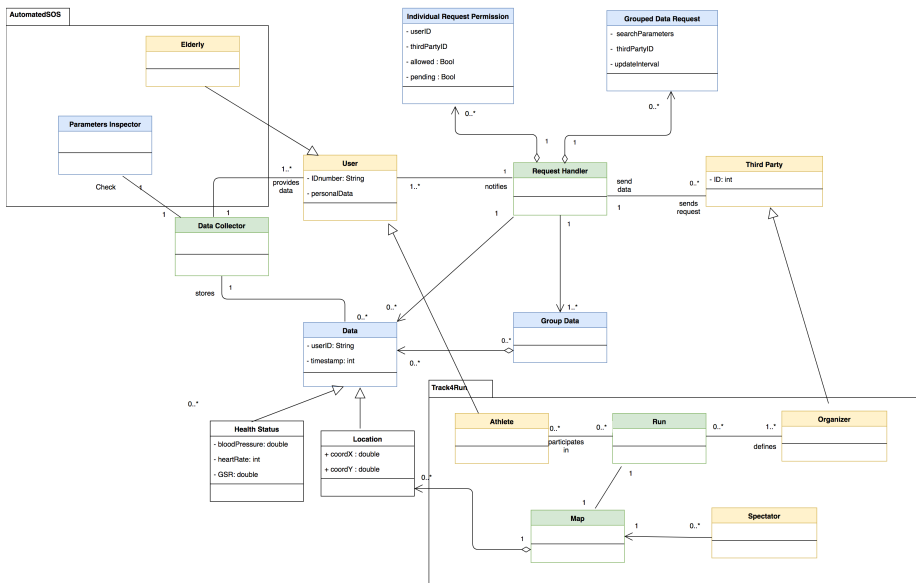 AutomatedSOS
Elderly
Parameters Inspector
Check
1
1
1
Data Collector
1
stores
0..*
1..*
provides
data
User
- IDnumber: String
- personalData
1..*
1
notifies
Individual Request Permission
- userID
- thirdPartyID
- allowed : Bool
- pending : Bool
0..*
1
Grouped Data Request
- searchParameters
- thirdPartyID
- updateInterval
0..*
1
Request Handler
1
1
send
data
1
0..*
sends
request
Third Party
- ID: int
0..*
1..*
Data
- userID: String
- timestamp: int
0..*
0..*
Group Data
0..*
Health Status
- bloodPressure: double
- heartRate: int
- GSR: double
Location
+ coordX : double
+ coordY : double
0..*
Track4Run
Athlete
0..*
participates
in
0..*
Run
0..*
1..*
defines
Organizer
1
1
Map
1
1
0..*
Spectator